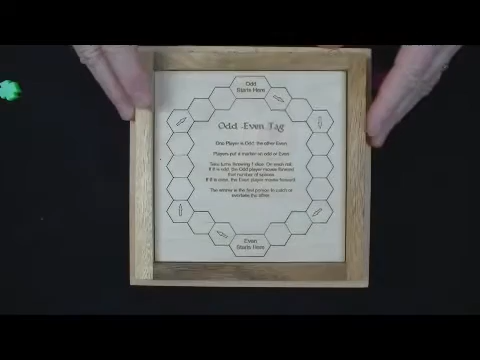 Odd
Starts Here
Odd -Even Tag
One Player is Odd, the other Even.
Players put a marker on odd or Even
Take turns throwing 1 dice. On each roll,
If it is odd, the Odd player moves forward
that number of spaces.
If it is even, the Even player moves forward
The winner is the first person to catch or
overtake the other.
Even
Starts Here